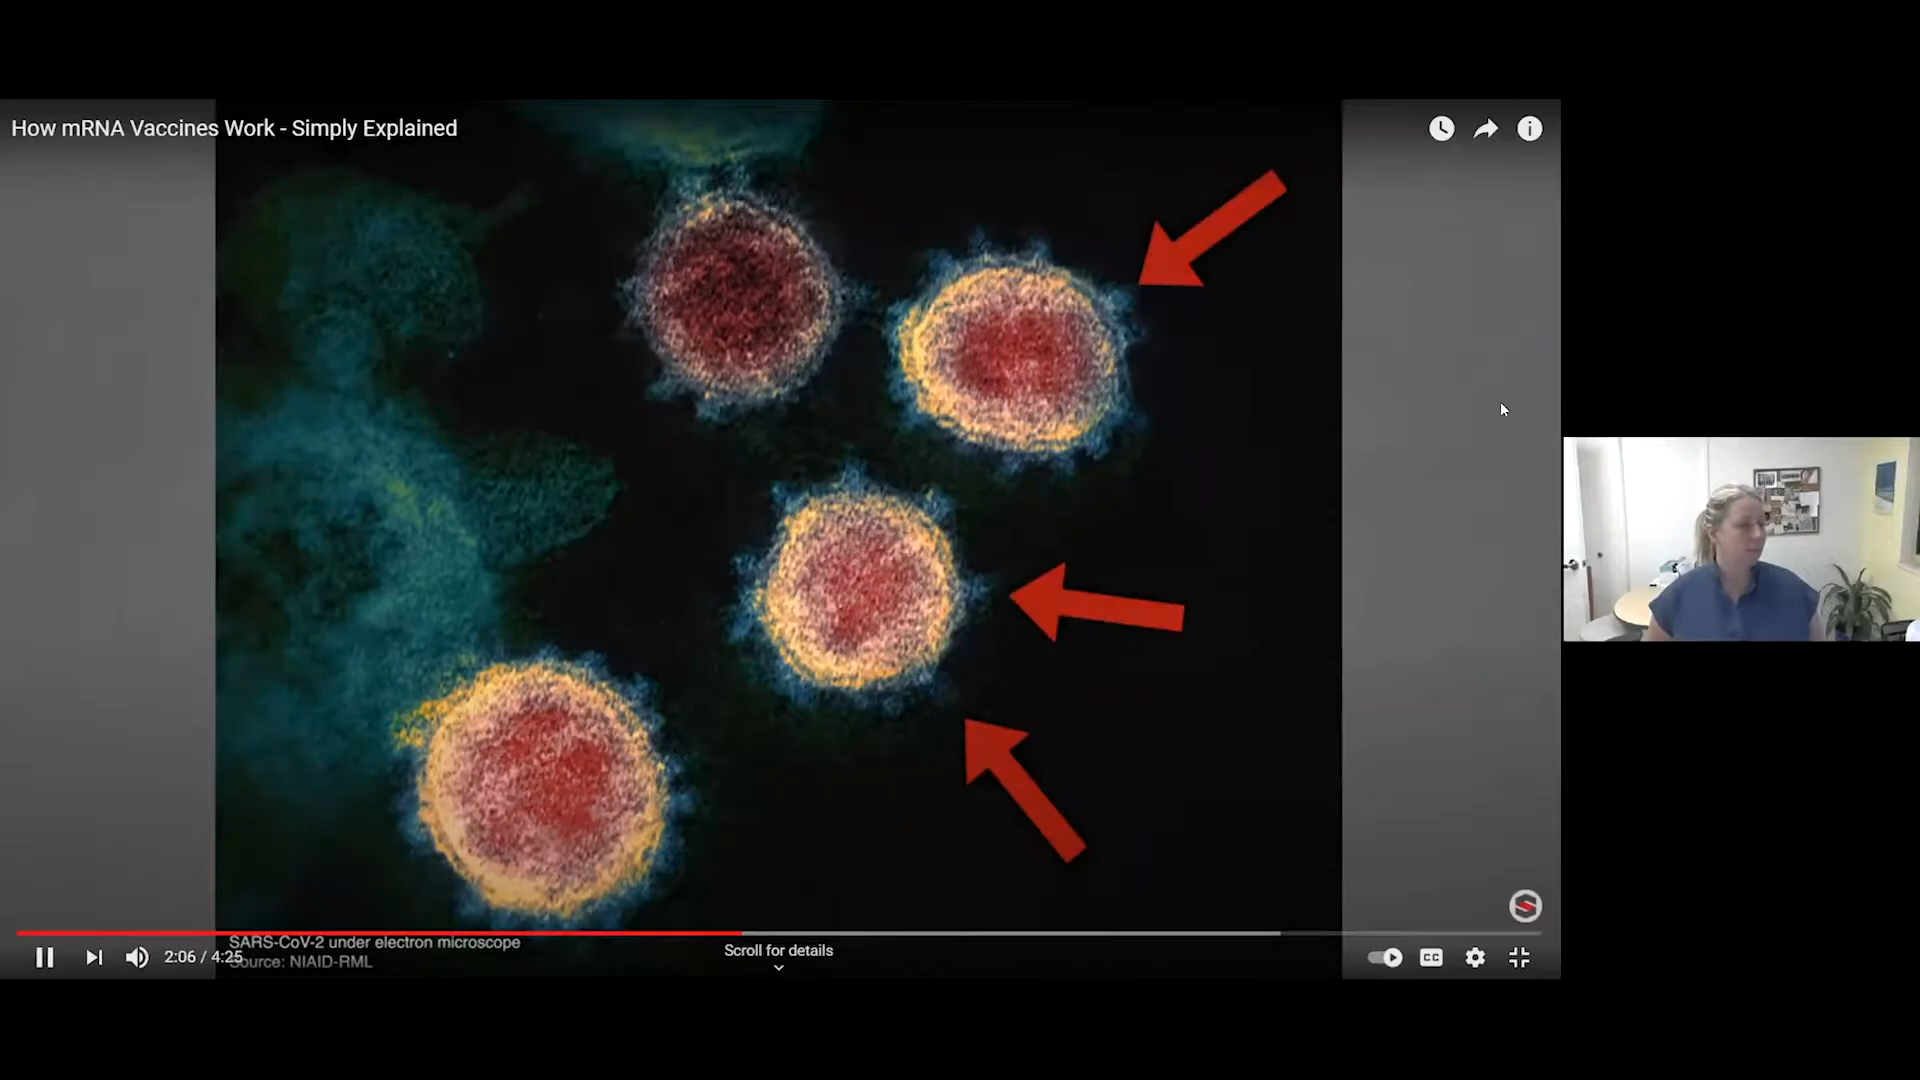 How mRNA Vaccines Work - Simply Explained
SARS-CoV-2 under electron microscope
Source: NIAID-RML
2:06 / 4:25
Scroll for details
CC